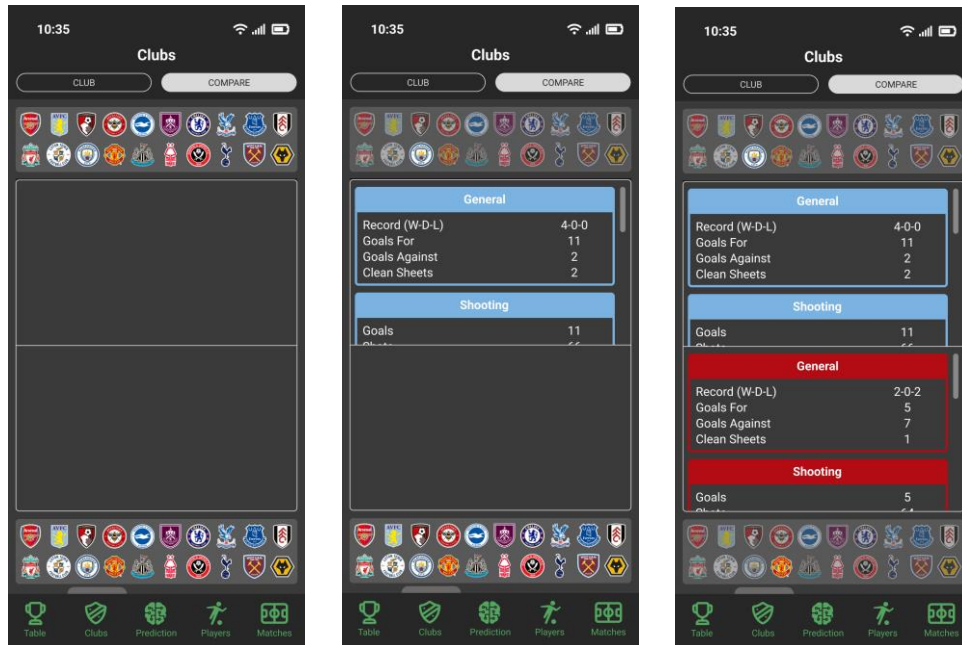 10:35
Clubs
CLUB COMPARE
Table Clubs Prediction Players Matches
10:35
Clubs
CLUB COMPARE
General
Record (W-D-L) 4-0-0
Goals For 11
Goals Against 2
Clean Sheets 2
Shooting
Goals 11
Table Clubs Prediction Players Matches
10:35
Clubs
CLUB COMPARE
General
Record (W-D-L) 4-0-0
Goals For 11
Goals Against 2
Clean Sheets 2
Shooting
Goals 11
General
Record (W-D-L) 2-0-2
Goals For 5
Goals Against 7
Clean Sheets 1
Shooting
Goals 5
Table Clubs Prediction Players Matches